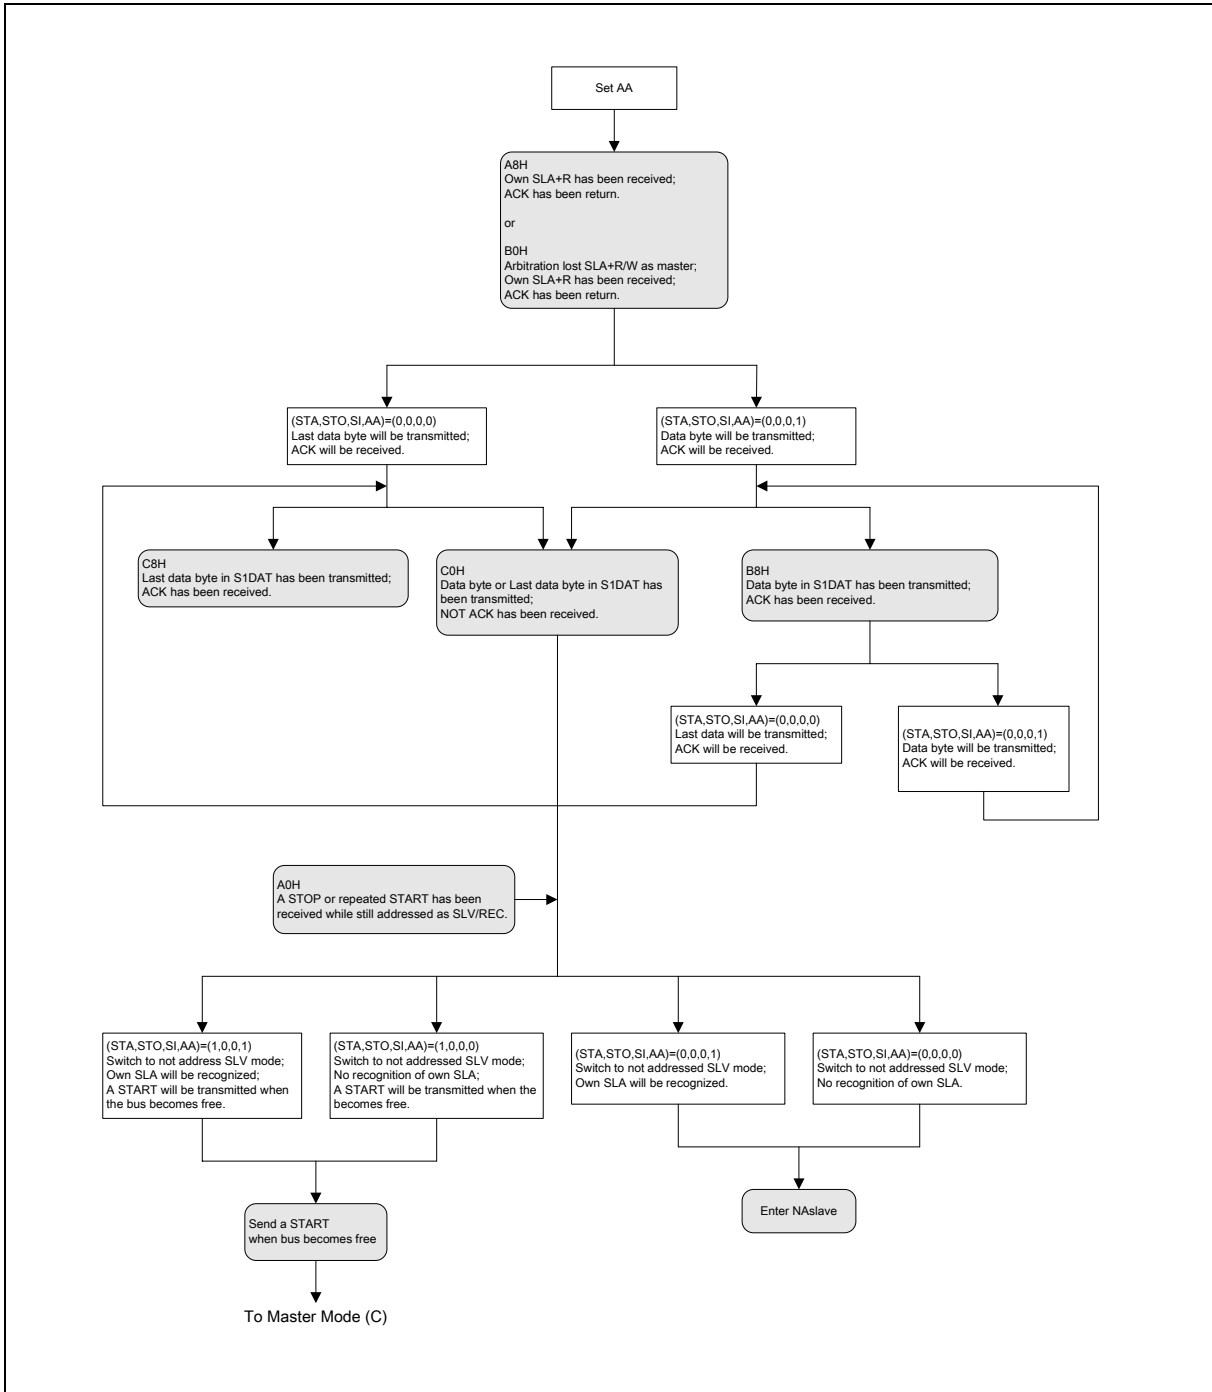 Set AA
A8H
Own SLA+R has been received;
ACK has been return.
or
B0H
Arbitration lost SLA+R/W as master;
Own SLA+R has been received;
ACK has been return.
(STA,STO,SI,AA)=(0,0,0,0)
Last data byte will be transmitted;
ACK will be received.
(STA,STO,SI,AA)=(0,0,0,1)
Data byte will be transmitted;
ACK will be received.
C8H
Last data byte in S1DAT has been transmitted;
ACK has been received.
C0H
Data byte or Last data byte in S1DAT has
been transmitted;
NOT ACK has been received.
B8H
Data byte in S1DAT has been transmitted;
ACK has been received.
(STA,STO,SI,AA)=(0,0,0,0)
Last data will be transmitted;
ACK will be received.
(STA,STO,SI,AA)=(0,0,0,1)
Data byte will be transmitted;
ACK will be received.
A0H
A STOP or repeated START has been
received while still addressed as SLV/REC.
(STA,STO,SI,AA)=(1,0,0,1)
Switch to not address SLV mode;
Own SLA will be recognized;
A START will be transmitted when
the bus becomes free.
(STA,STO,SI,AA)=(1,0,0,0)
Switch to not addressed SLV mode;
No recognition of own SLA;
A START will be transmitted when the
becomes free.
(STA,STO,SI,AA)=(0,0,0,1)
Switch to not addressed SLV mode;
Own SLA will be recognized.
(STA,STO,SI,AA)=(0,0,0,0)
Switch to not addressed SLV mode;
No recognition of own SLA.
Send a START
when bus becomes free
Enter NAslave
To Master Mode (C)